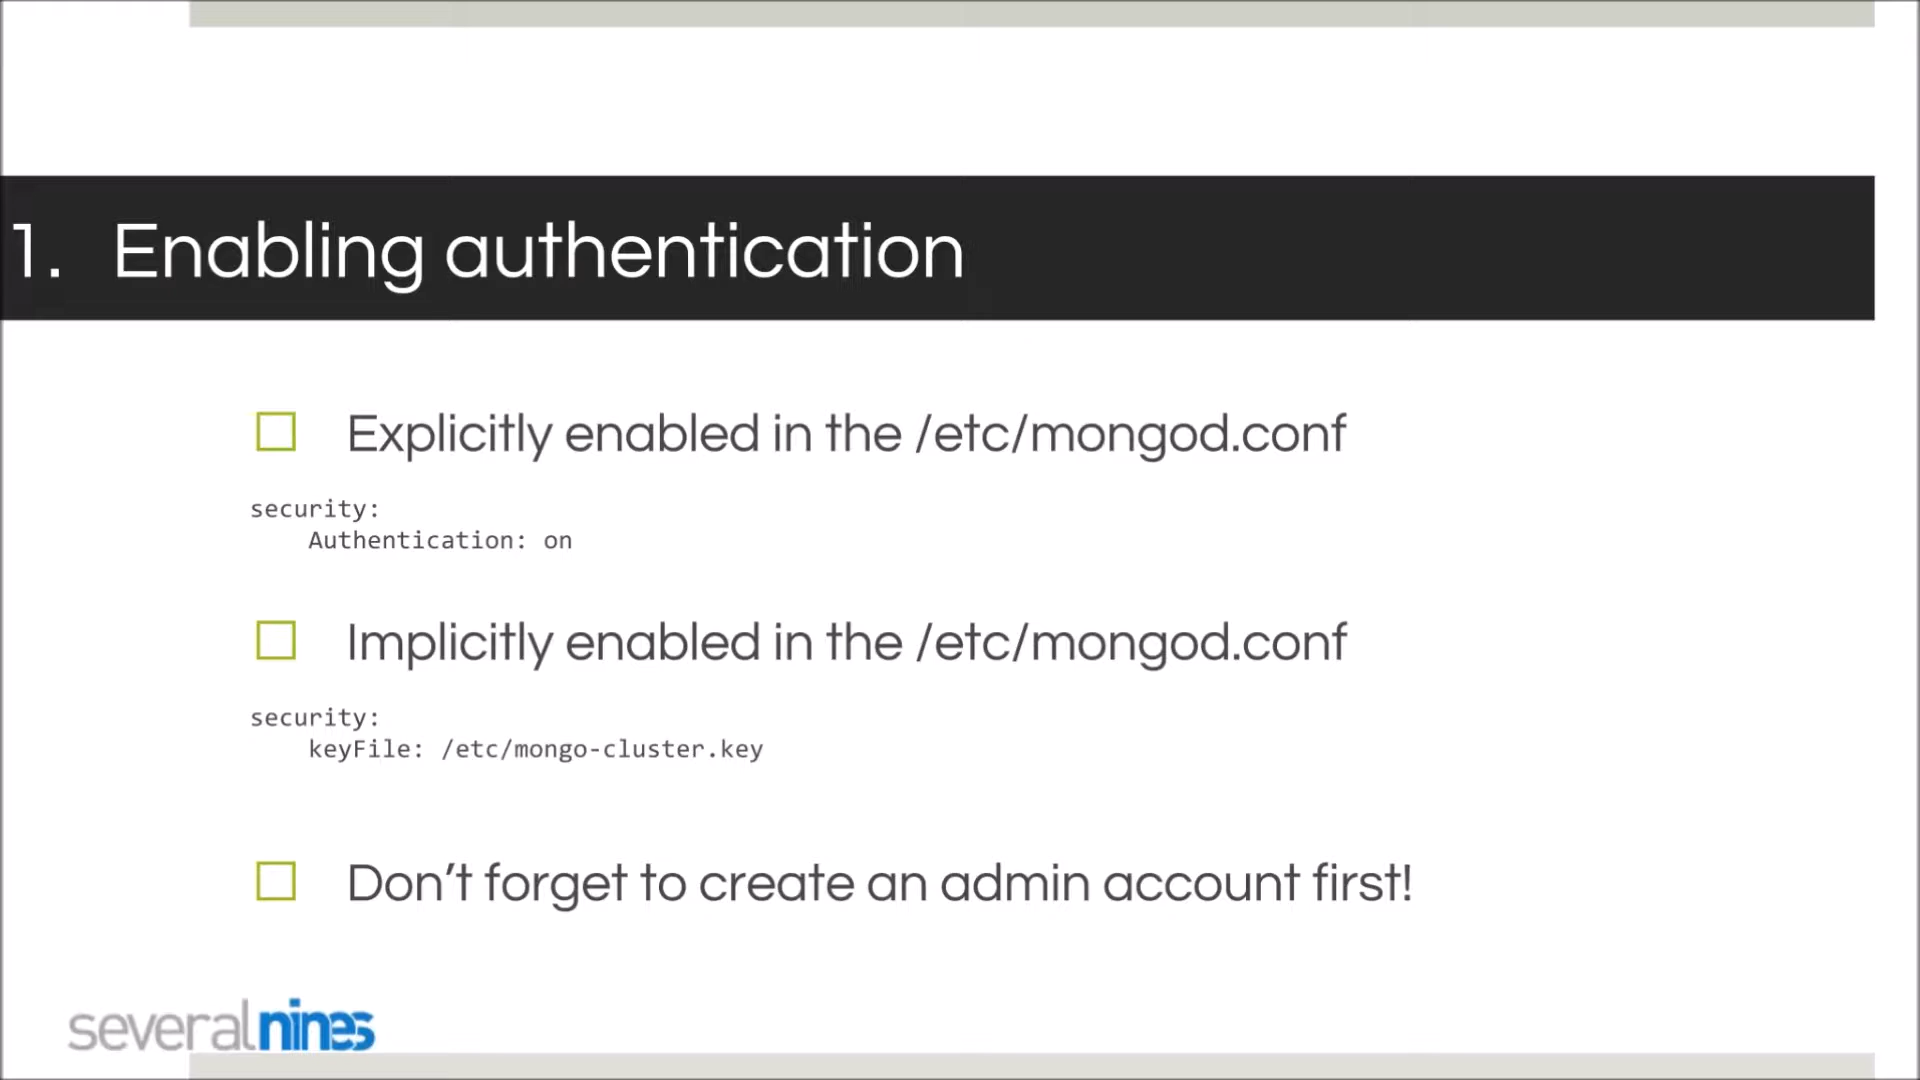 1. Enabling authentication
Explicitly enabled in the /etc/mongod.conf
security:
    Authentication: on
Implicitly enabled in the /etc/mongod.conf
security:
    keyFile: /etc/mongo-cluster.key
Don’t forget to create an admin account first!
severalnines